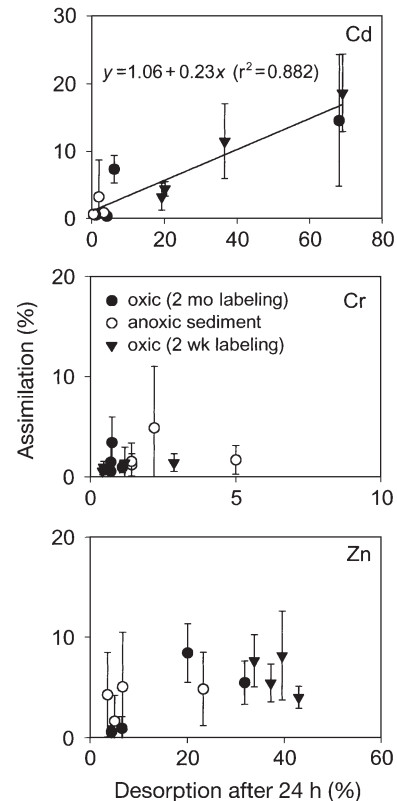 30
Cd
y=1.06+0.23x (r²=0.882)
20
10
0
0 20 40 60 80
20
● oxic (2 mo labeling) Cr
○ anoxic sediment
▼ oxic (2 wk labeling)
10
0
0 5 10
Assimilation (%)
20
Zn
10
0
0 20 40 60
Desorption after 24 h (%)